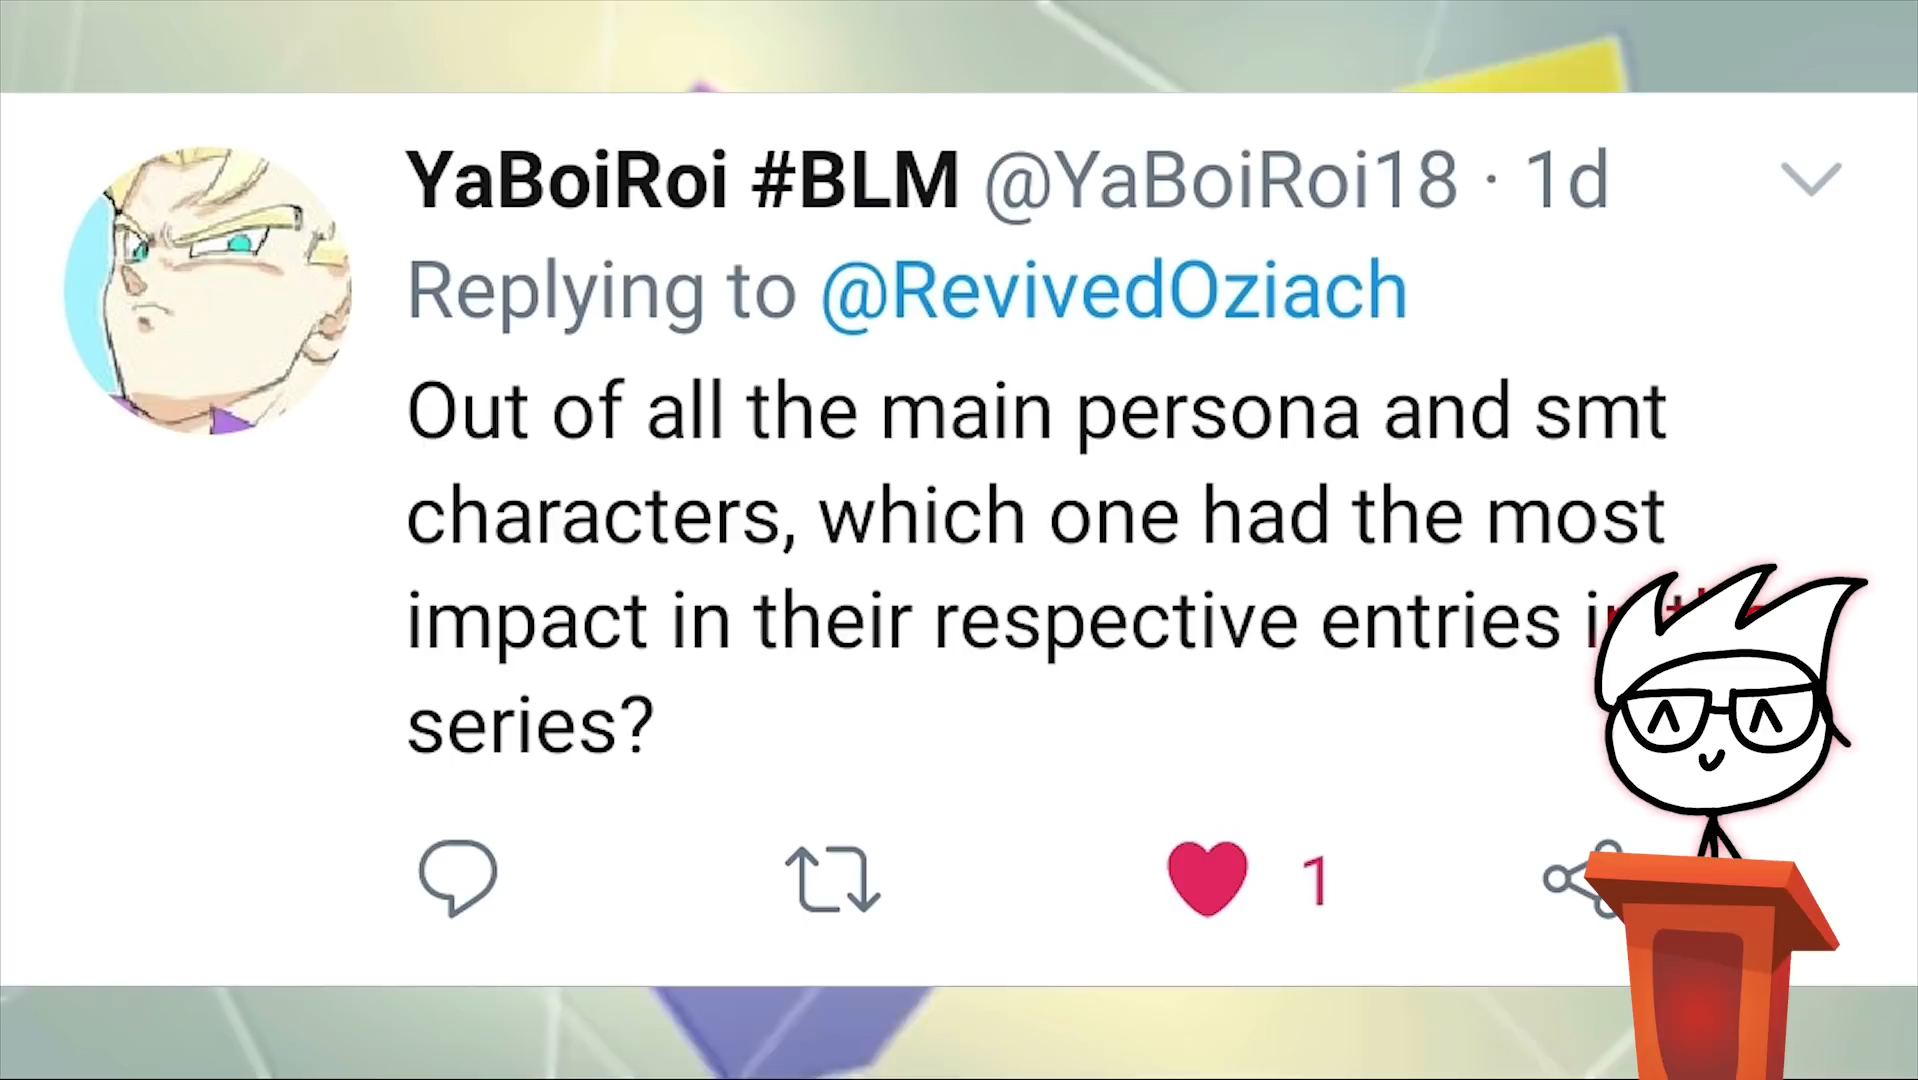 YaBoiRoi #BLM @YaBoiRoi18 · 1d
Replying to @RevivedOziach
Out of all the main persona and smt
characters, which one had the most
impact in their respective entries
series?
1